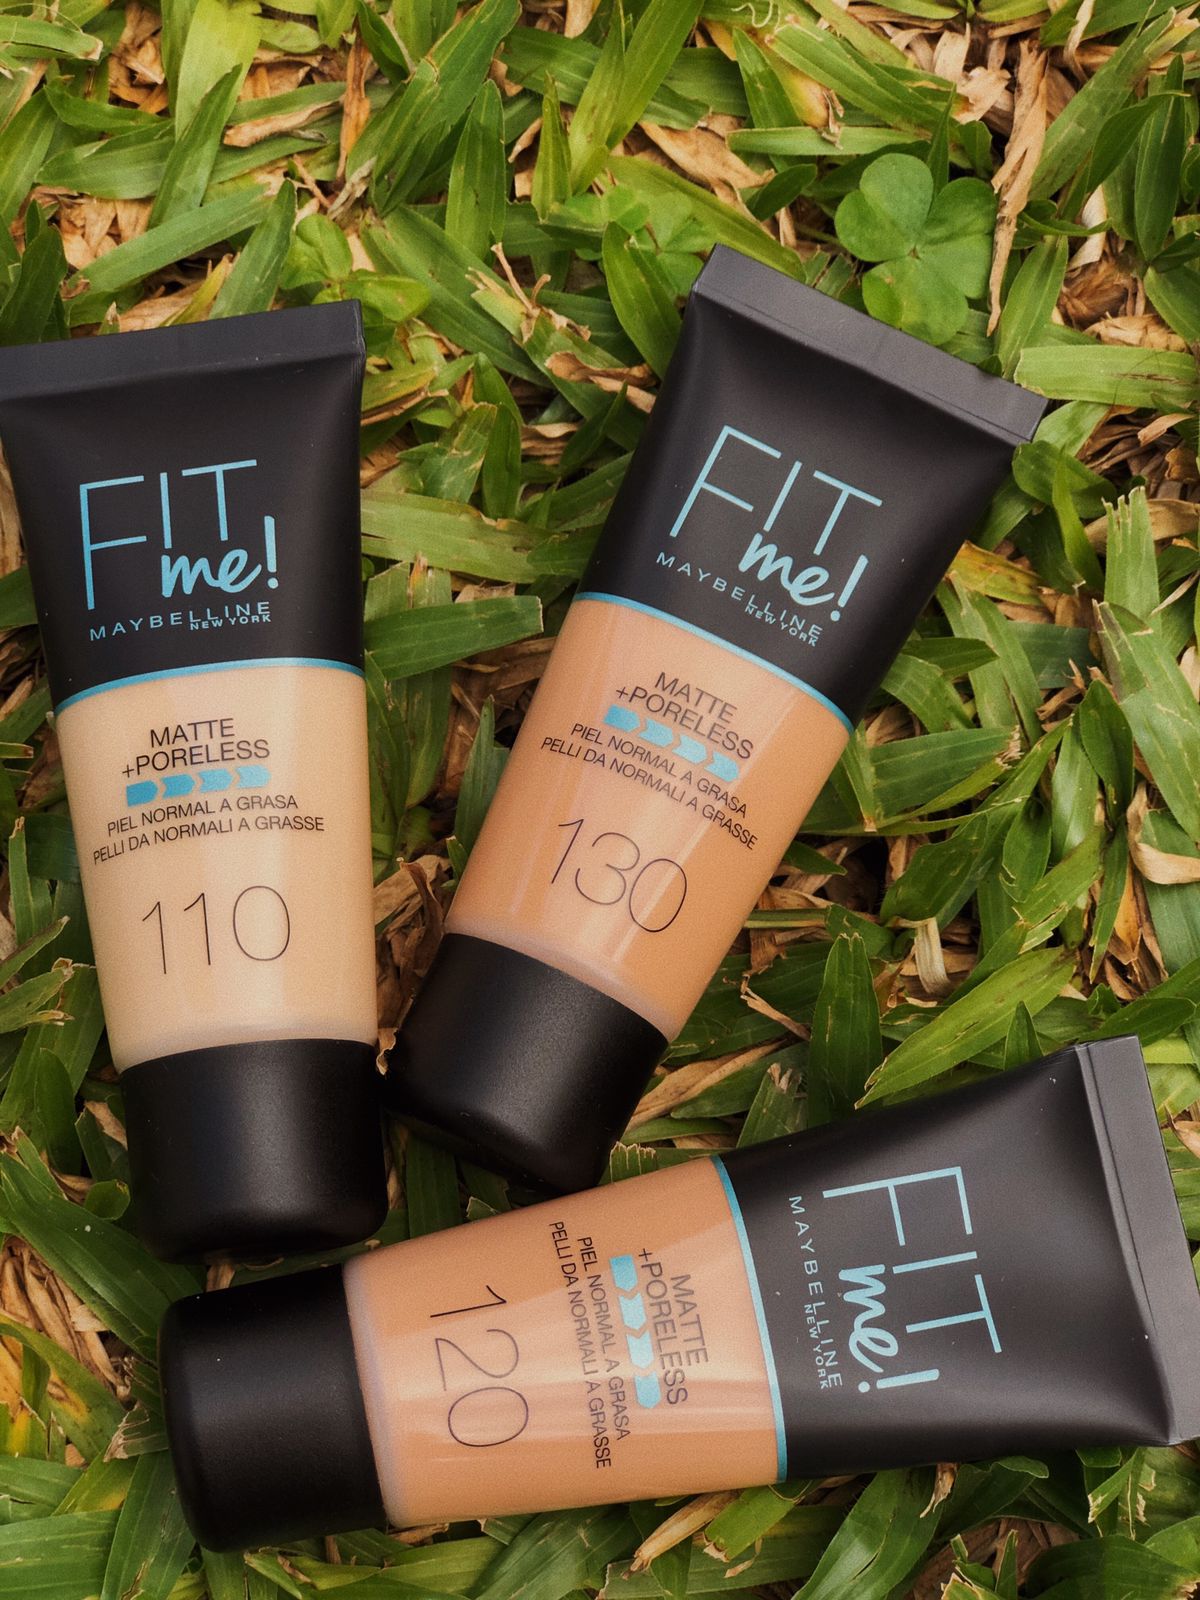 FIT
me!
MAYBELLINE
NEW YORK
MATTE
+PORELESS
PIEL NORMAL A GRASA
PELLI DA NORMALI A GRASSE
110
FIT
me!
MAYBELLINE
NEW YORK
MATTE
+PORELESS
PIEL NORMAL A GRASA
PELLI DA NORMALI A GRASSE
130
FIT
me!
MAYBELLINE
NEW YORK
MATTE
+PORELESS
PIEL NORMAL A GRASA
PELLI DA NORMALI A GRASSE
120